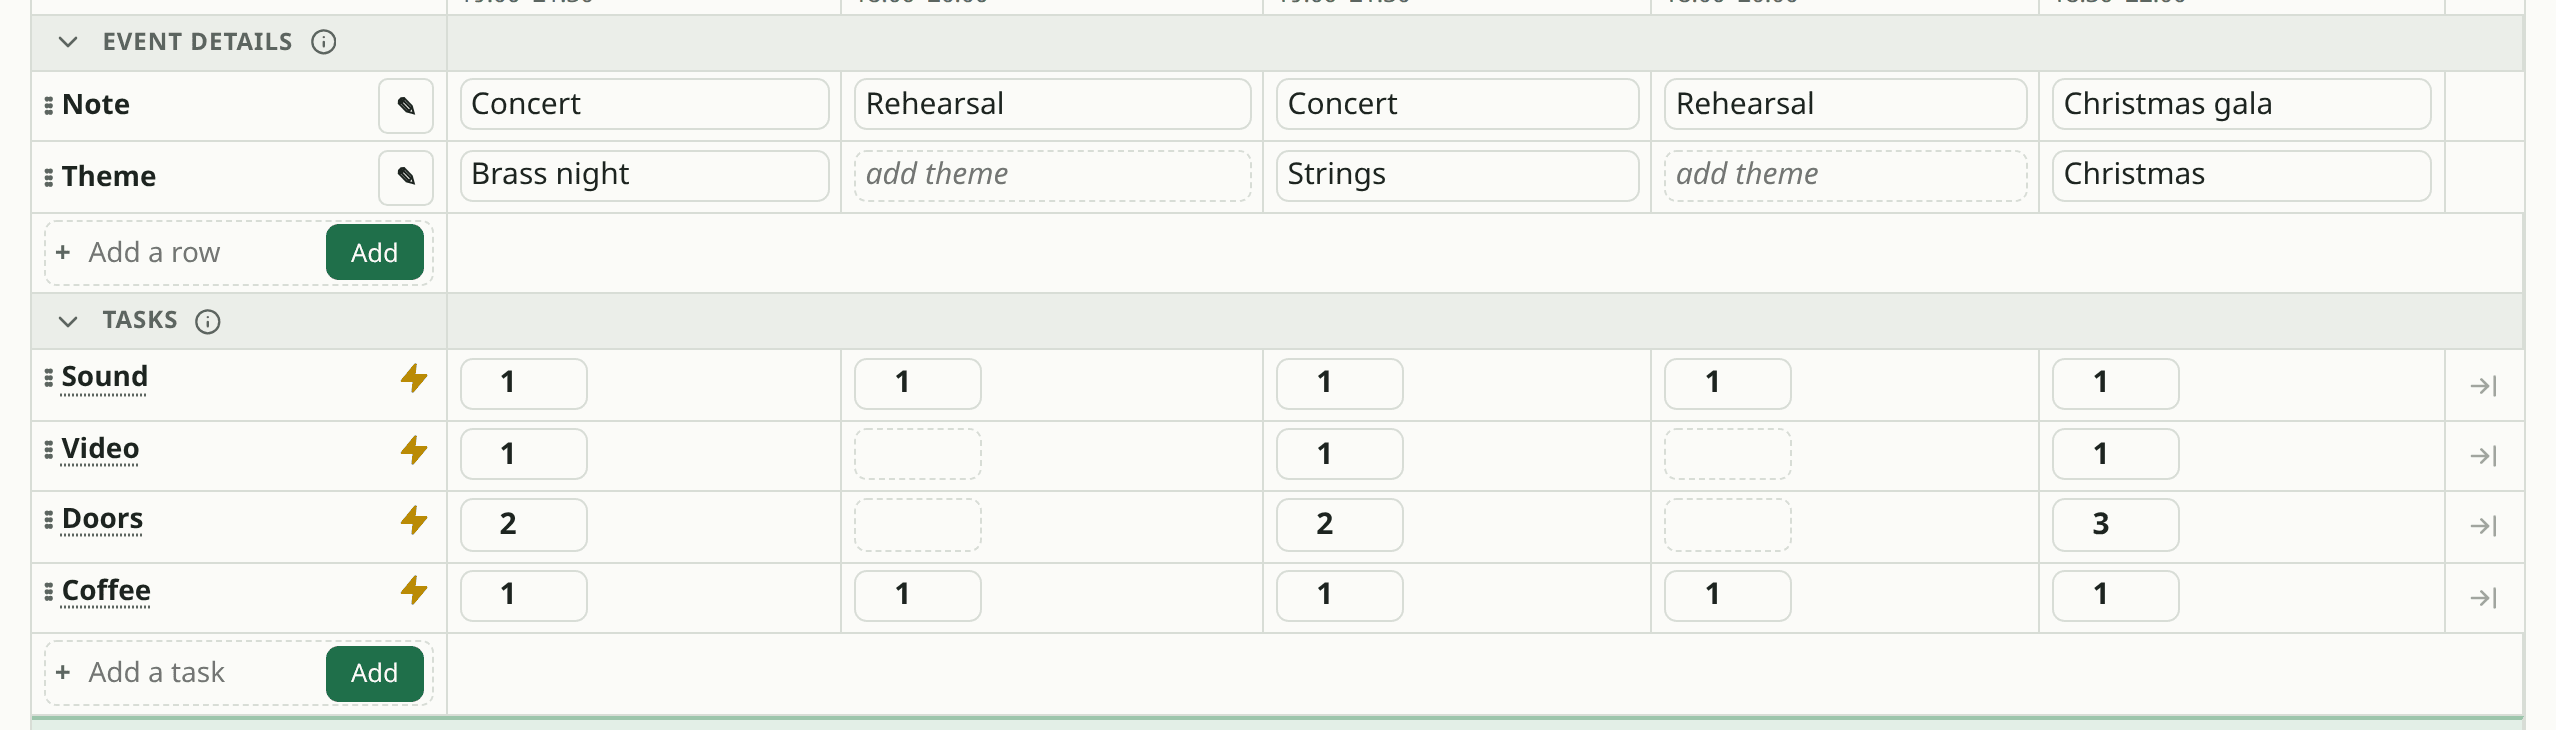 EVENT DETAILS
Note Concert Rehearsal Concert Rehearsal Christmas gala
Theme Brass night add theme Strings add theme Christmas
+ Add a row Add
TASKS
Sound 1 1 1 1 1
Video 1 1 1
Doors 2 2 3
Coffee 1 1 1 1 1
+ Add a task Add